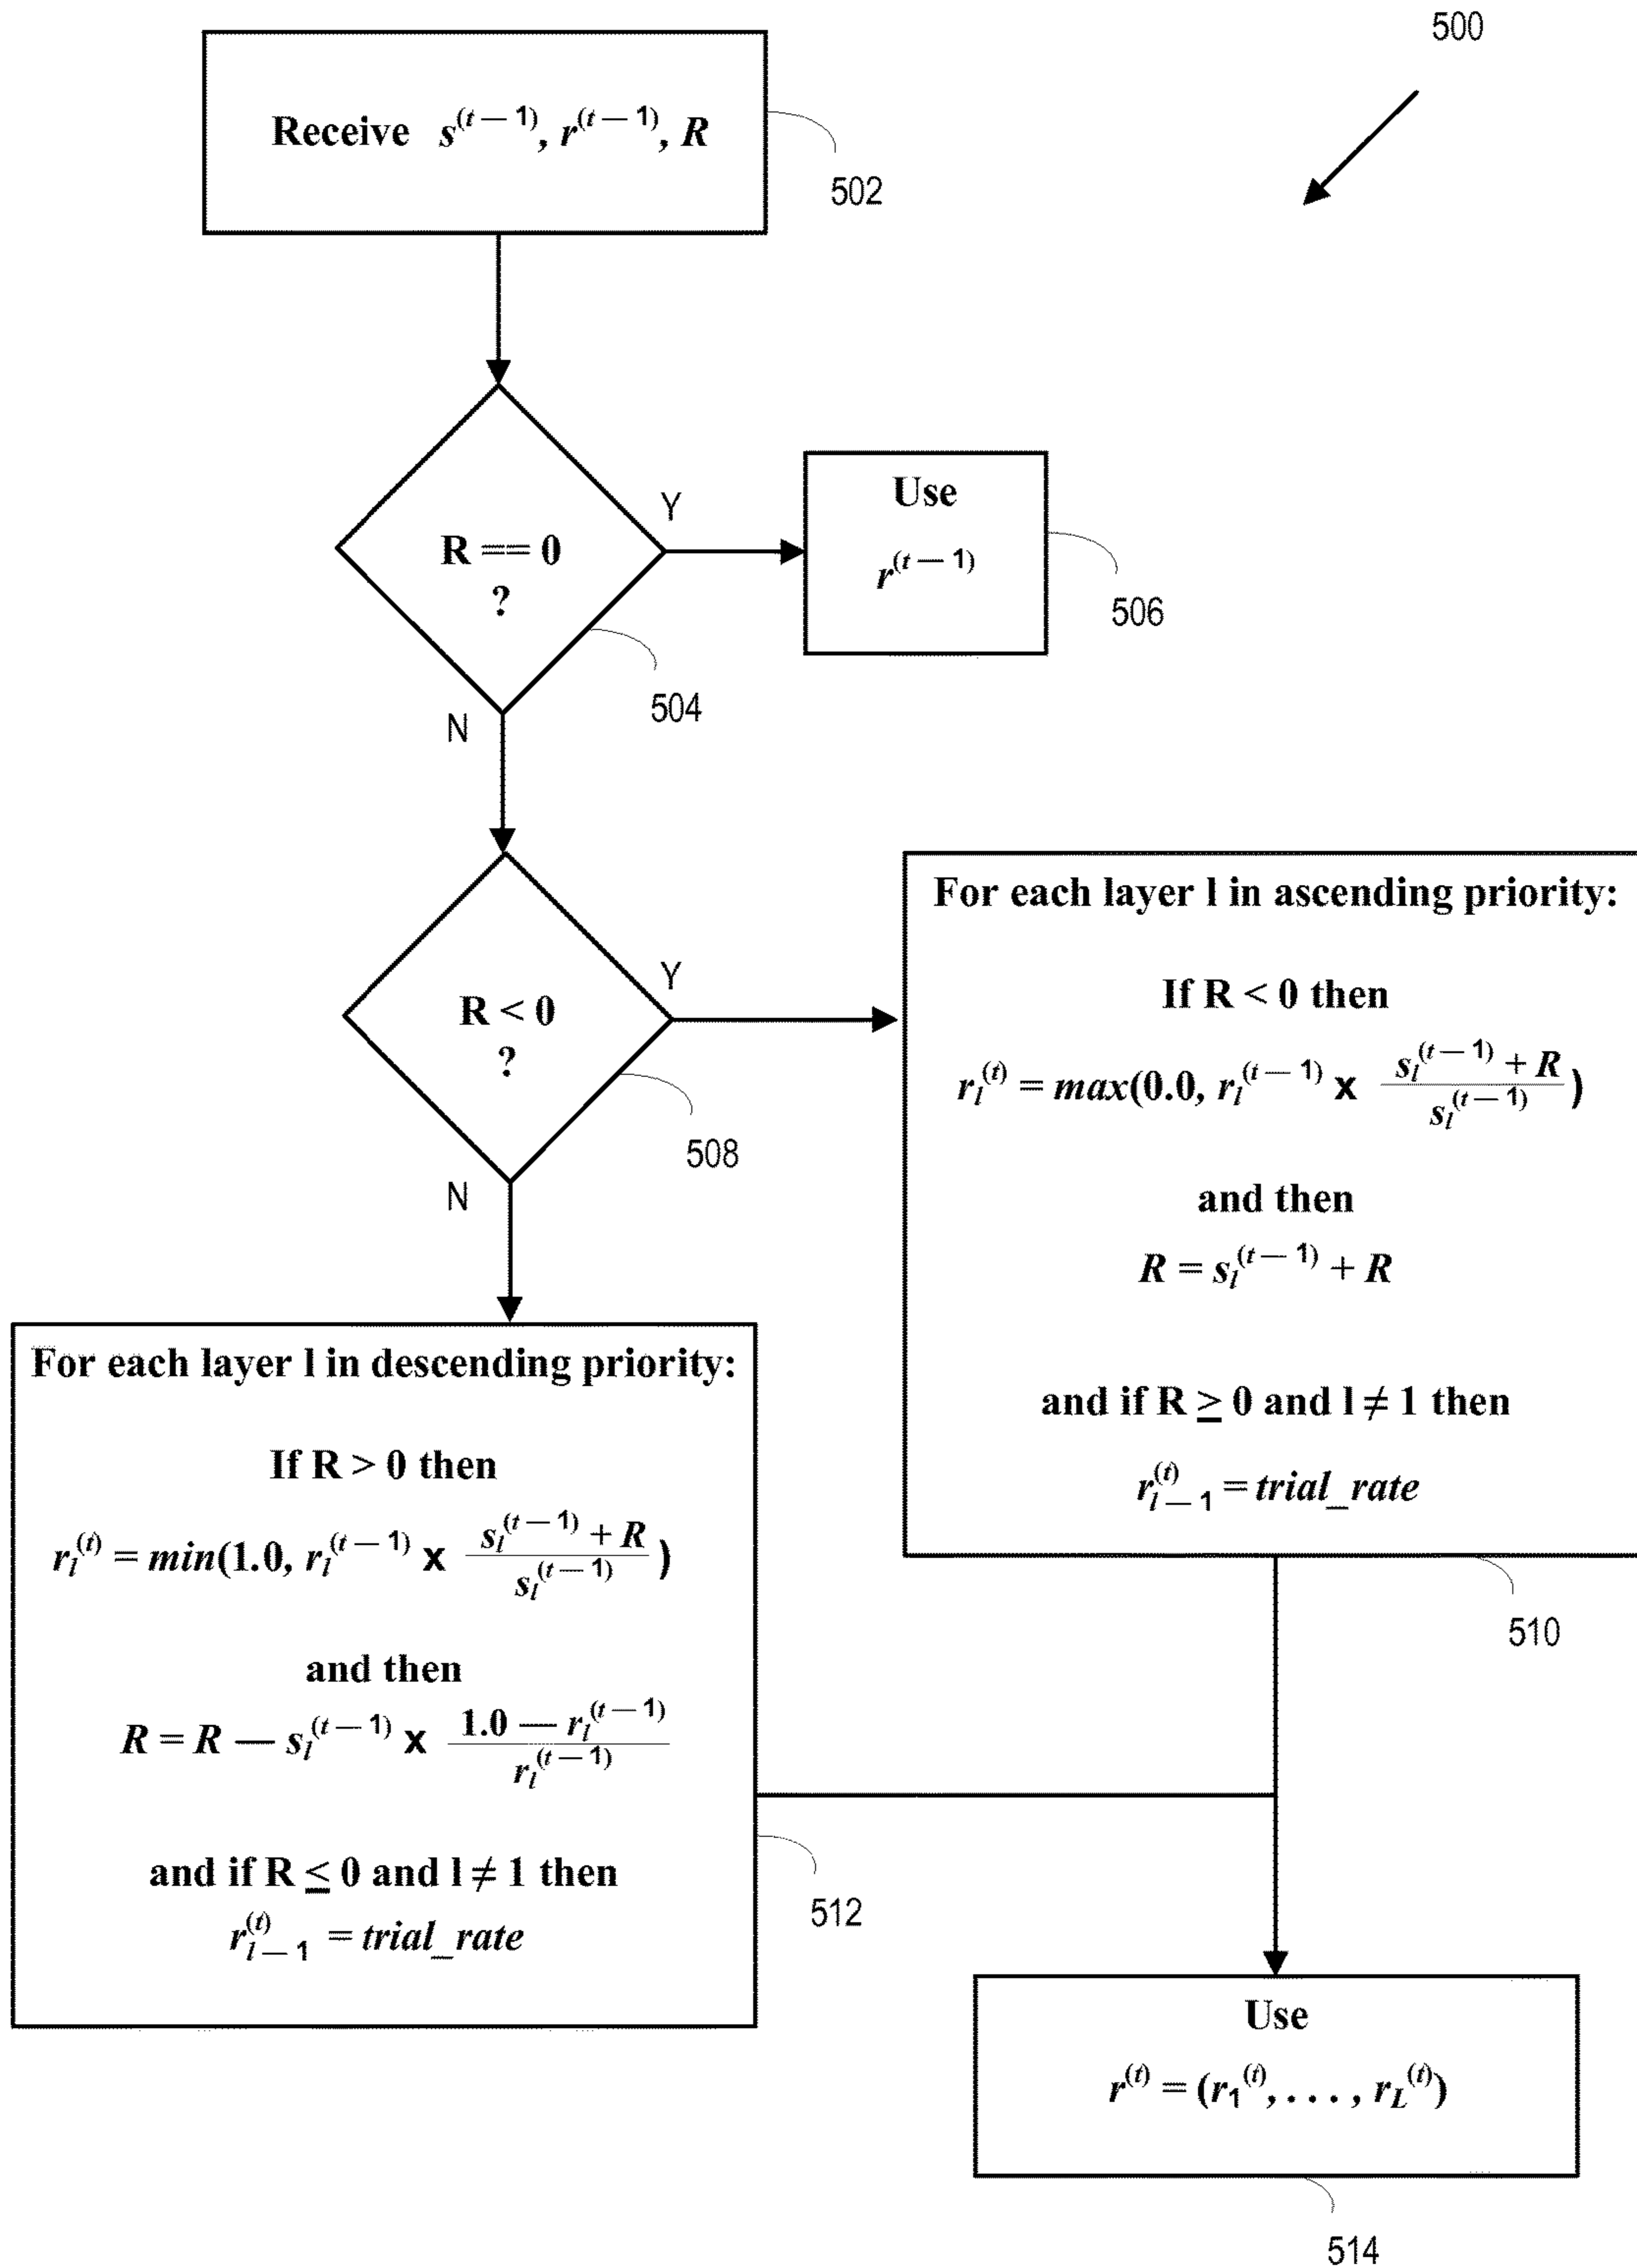 500
Receive s^(t — 1), r^(t — 1), R
502
R == 0
?
Y
N
504
Use
r^(t — 1)
506
R < 0
?
Y
N
508
For each layer l in ascending priority:
If R < 0 then
r_l^(t) = max(0.0, r_l^(t — 1) x (s_l^(t — 1) + R) / s_l^(t — 1))
and then
R = s_l^(t — 1) + R
and if R ≥ 0 and l ≠ 1 then
r_(l — 1)^(t) = trial_rate
510
For each layer l in descending priority:
If R > 0 then
r_l^(t) = min(1.0, r_l^(t — 1) x (s_l^(t — 1) + R) / s_l^(t — 1))
and then
R = R — s_l^(t — 1) x (1.0 — r_l^(t — 1)) / r_l^(t — 1)
and if R ≤ 0 and l ≠ 1 then
r_(l — 1)^(t) = trial_rate
512
Use
r^(t) = (r_1^(t), . . . , r_L^(t))
514